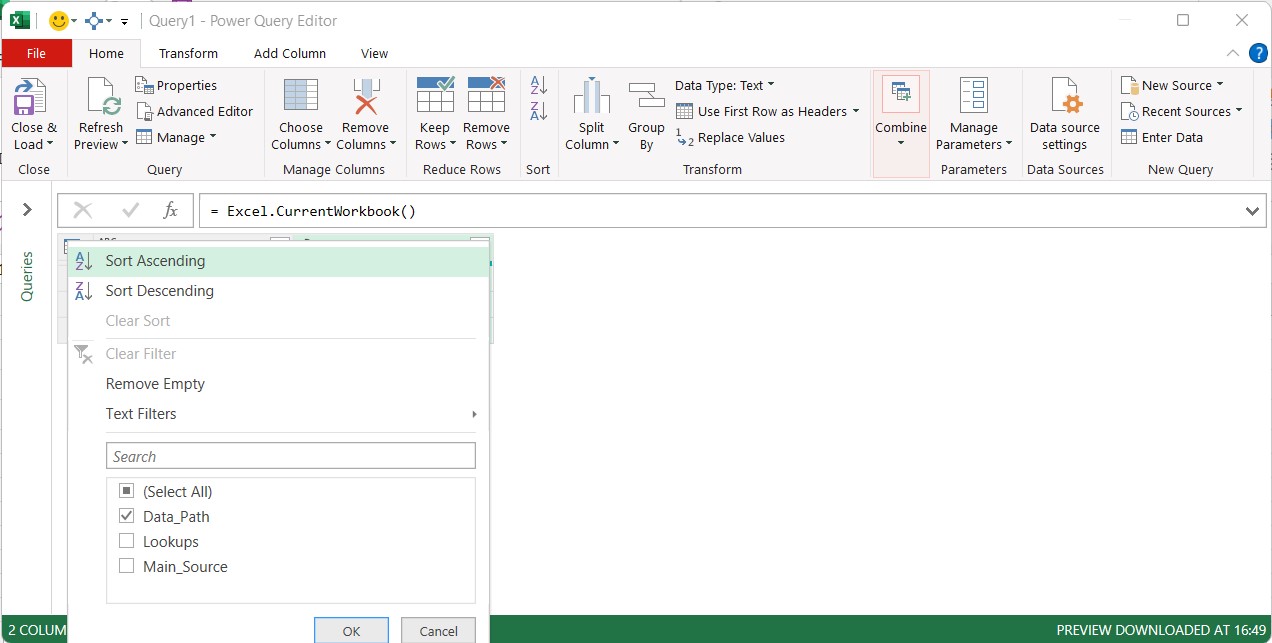 Query1 - Power Query Editor
File Home Transform Add Column View
Close & Load
Close
Refresh Preview
Properties
Advanced Editor
Manage
Query
Choose Columns
Remove Columns
Manage Columns
Keep Rows
Remove Rows
Reduce Rows
Sort
Split Column
Group By
Data Type: Text
Use First Row as Headers
Replace Values
Transform
Combine
Manage Parameters
Parameters
Data source settings
Data Sources
New Source
Recent Sources
Enter Data
New Query
fx = Excel.CurrentWorkbook()
Queries
Sort Ascending
Sort Descending
Clear Sort
Clear Filter
Remove Empty
Text Filters
Search
(Select All)
Data_Path
Lookups
Main_Source
OK Cancel
2 COLUM
PREVIEW DOWNLOADED AT 16:49